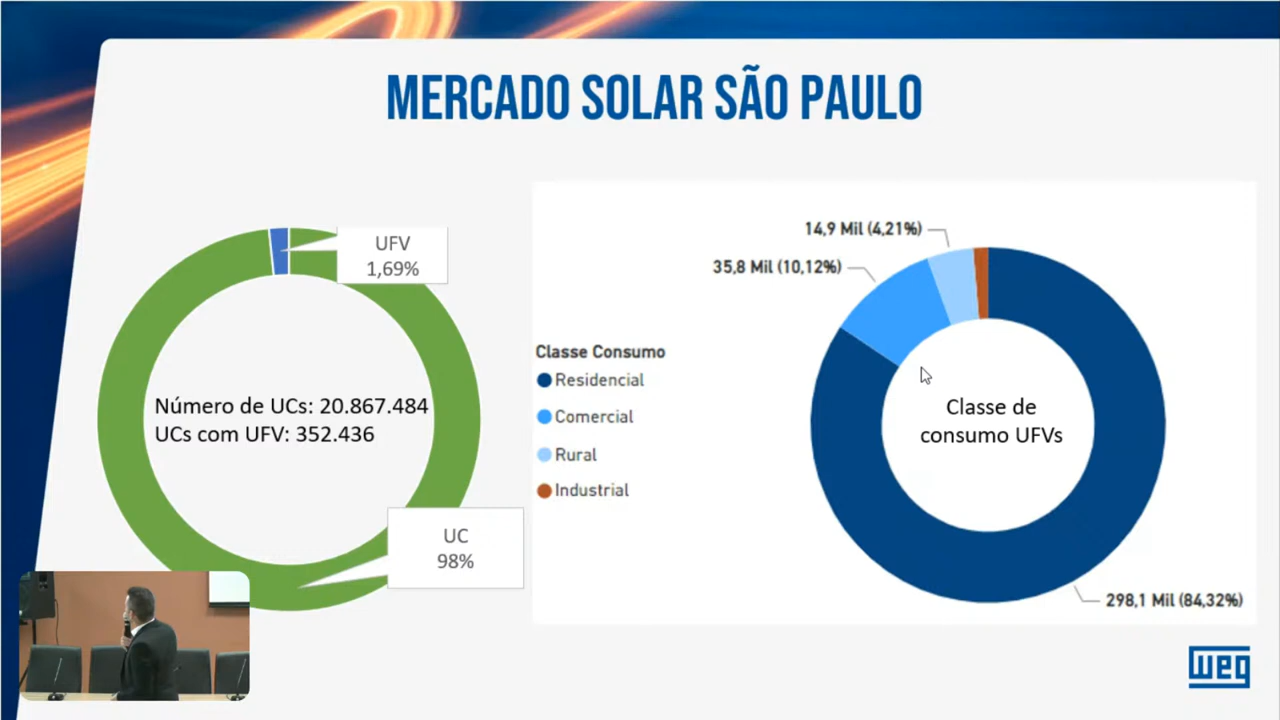 MERCADO SOLAR SÃO PAULO
UFV
1,69%
Número de UCs: 20.867.484
UCs com UFV: 352.436
UC
98%
14,9 Mil (4,21%)
35,8 Mil (10,12%)
Classe Consumo
Residencial
Comercial
Rural
Industrial
Classe de
consumo UFVs
298,1 Mil (84,32%)
weg